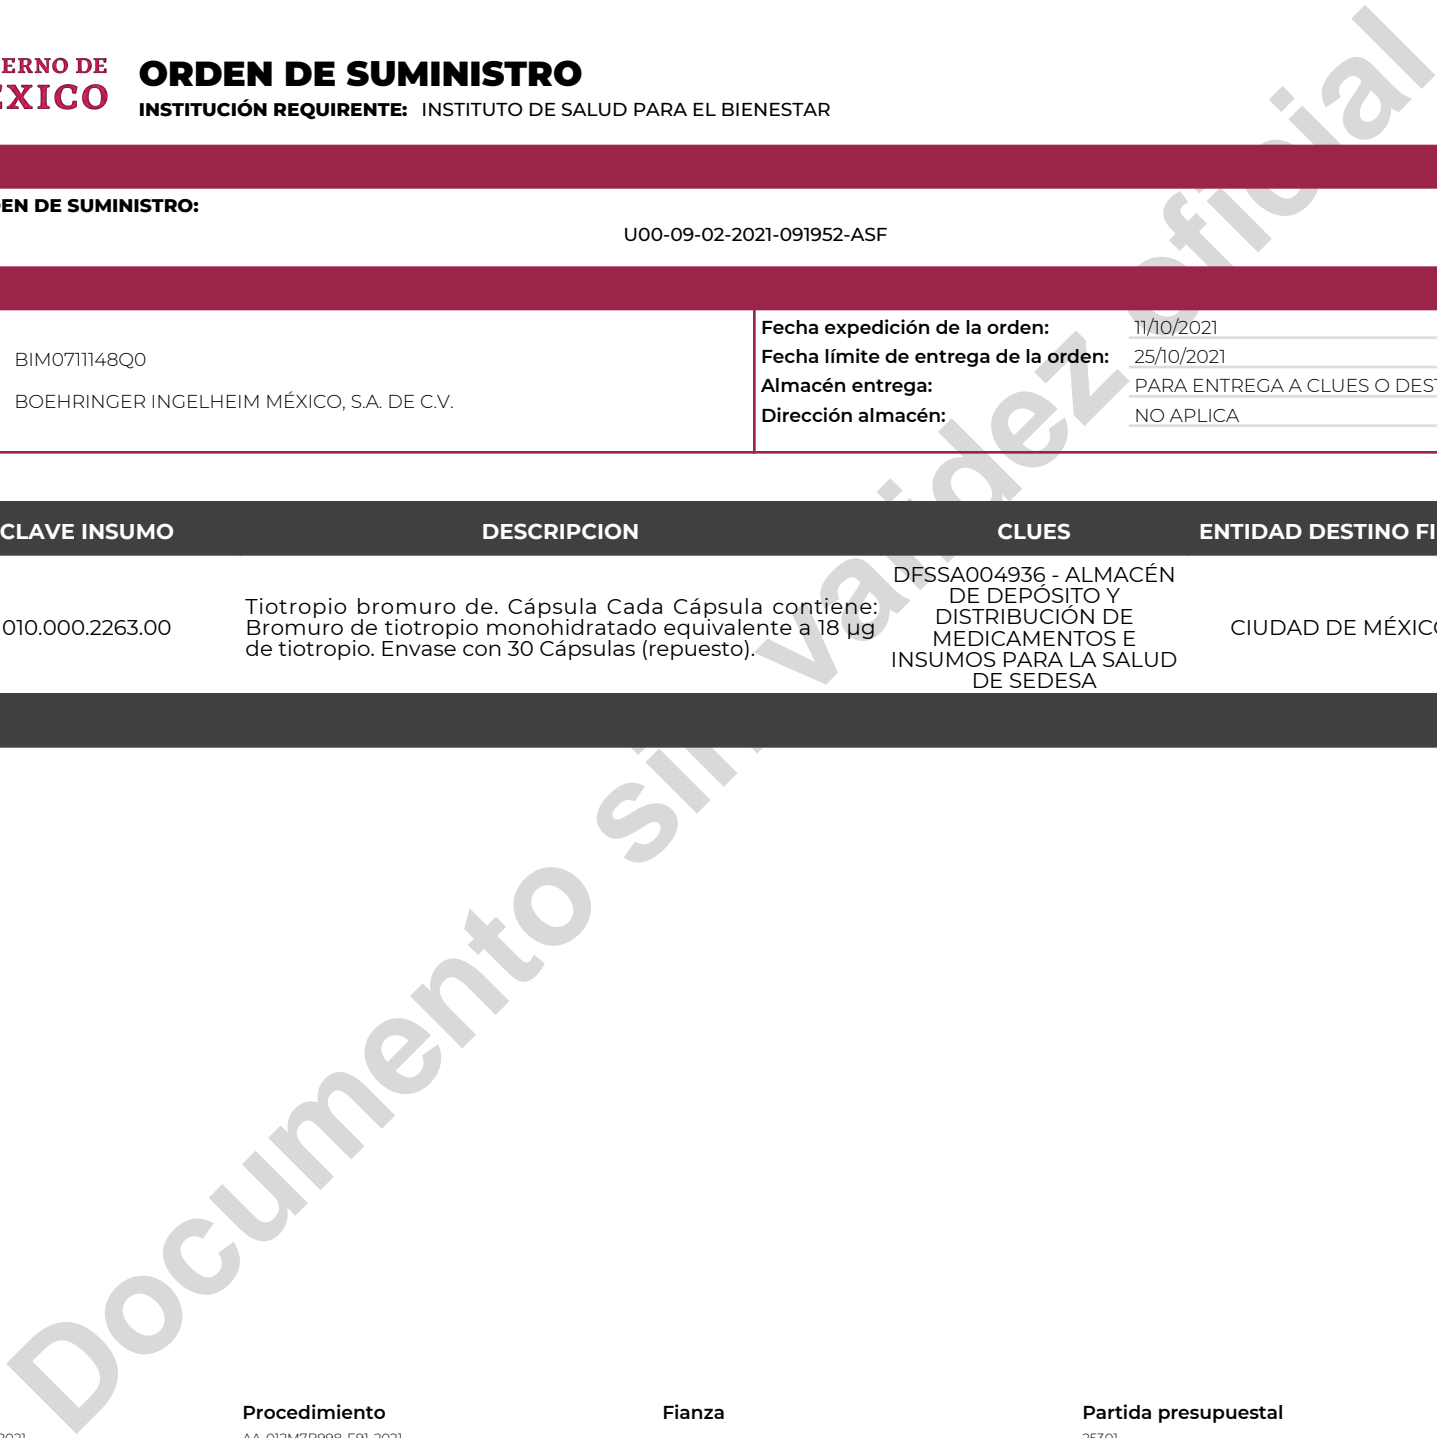 ERNO DE
ÉXICO
ORDEN DE SUMINISTRO
INSTITUCIÓN REQUIRENTE: INSTITUTO DE SALUD PARA EL BIENESTAR
EN DE SUMINISTRO:
U00-09-02-2021-091952-ASF
BIM0711148Q0
BOEHRINGER INGELHEIM MÉXICO, S.A. DE C.V.
Fecha expedición de la orden: 11/10/2021
Fecha límite de entrega de la orden: 25/10/2021
Almacén entrega: PARA ENTREGA A CLUES O DEST
Dirección almacén: NO APLICA
CLAVE INSUMO DESCRIPCION CLUES ENTIDAD DESTINO FI
010.000.2263.00
Tiotropio bromuro de. Cápsula Cada Cápsula contiene:
Bromuro de tiotropio monohidratado equivalente a 18 µg
de tiotropio. Envase con 30 Cápsulas (repuesto).
DFSSA004936 - ALMACÉN
DE DEPÓSITO Y
DISTRIBUCIÓN DE
MEDICAMENTOS E
INSUMOS PARA LA SALUD
DE SEDESA
CIUDAD DE MÉXICO
Documento sin validez oficial
Procedimiento Fianza Partida presupuestal